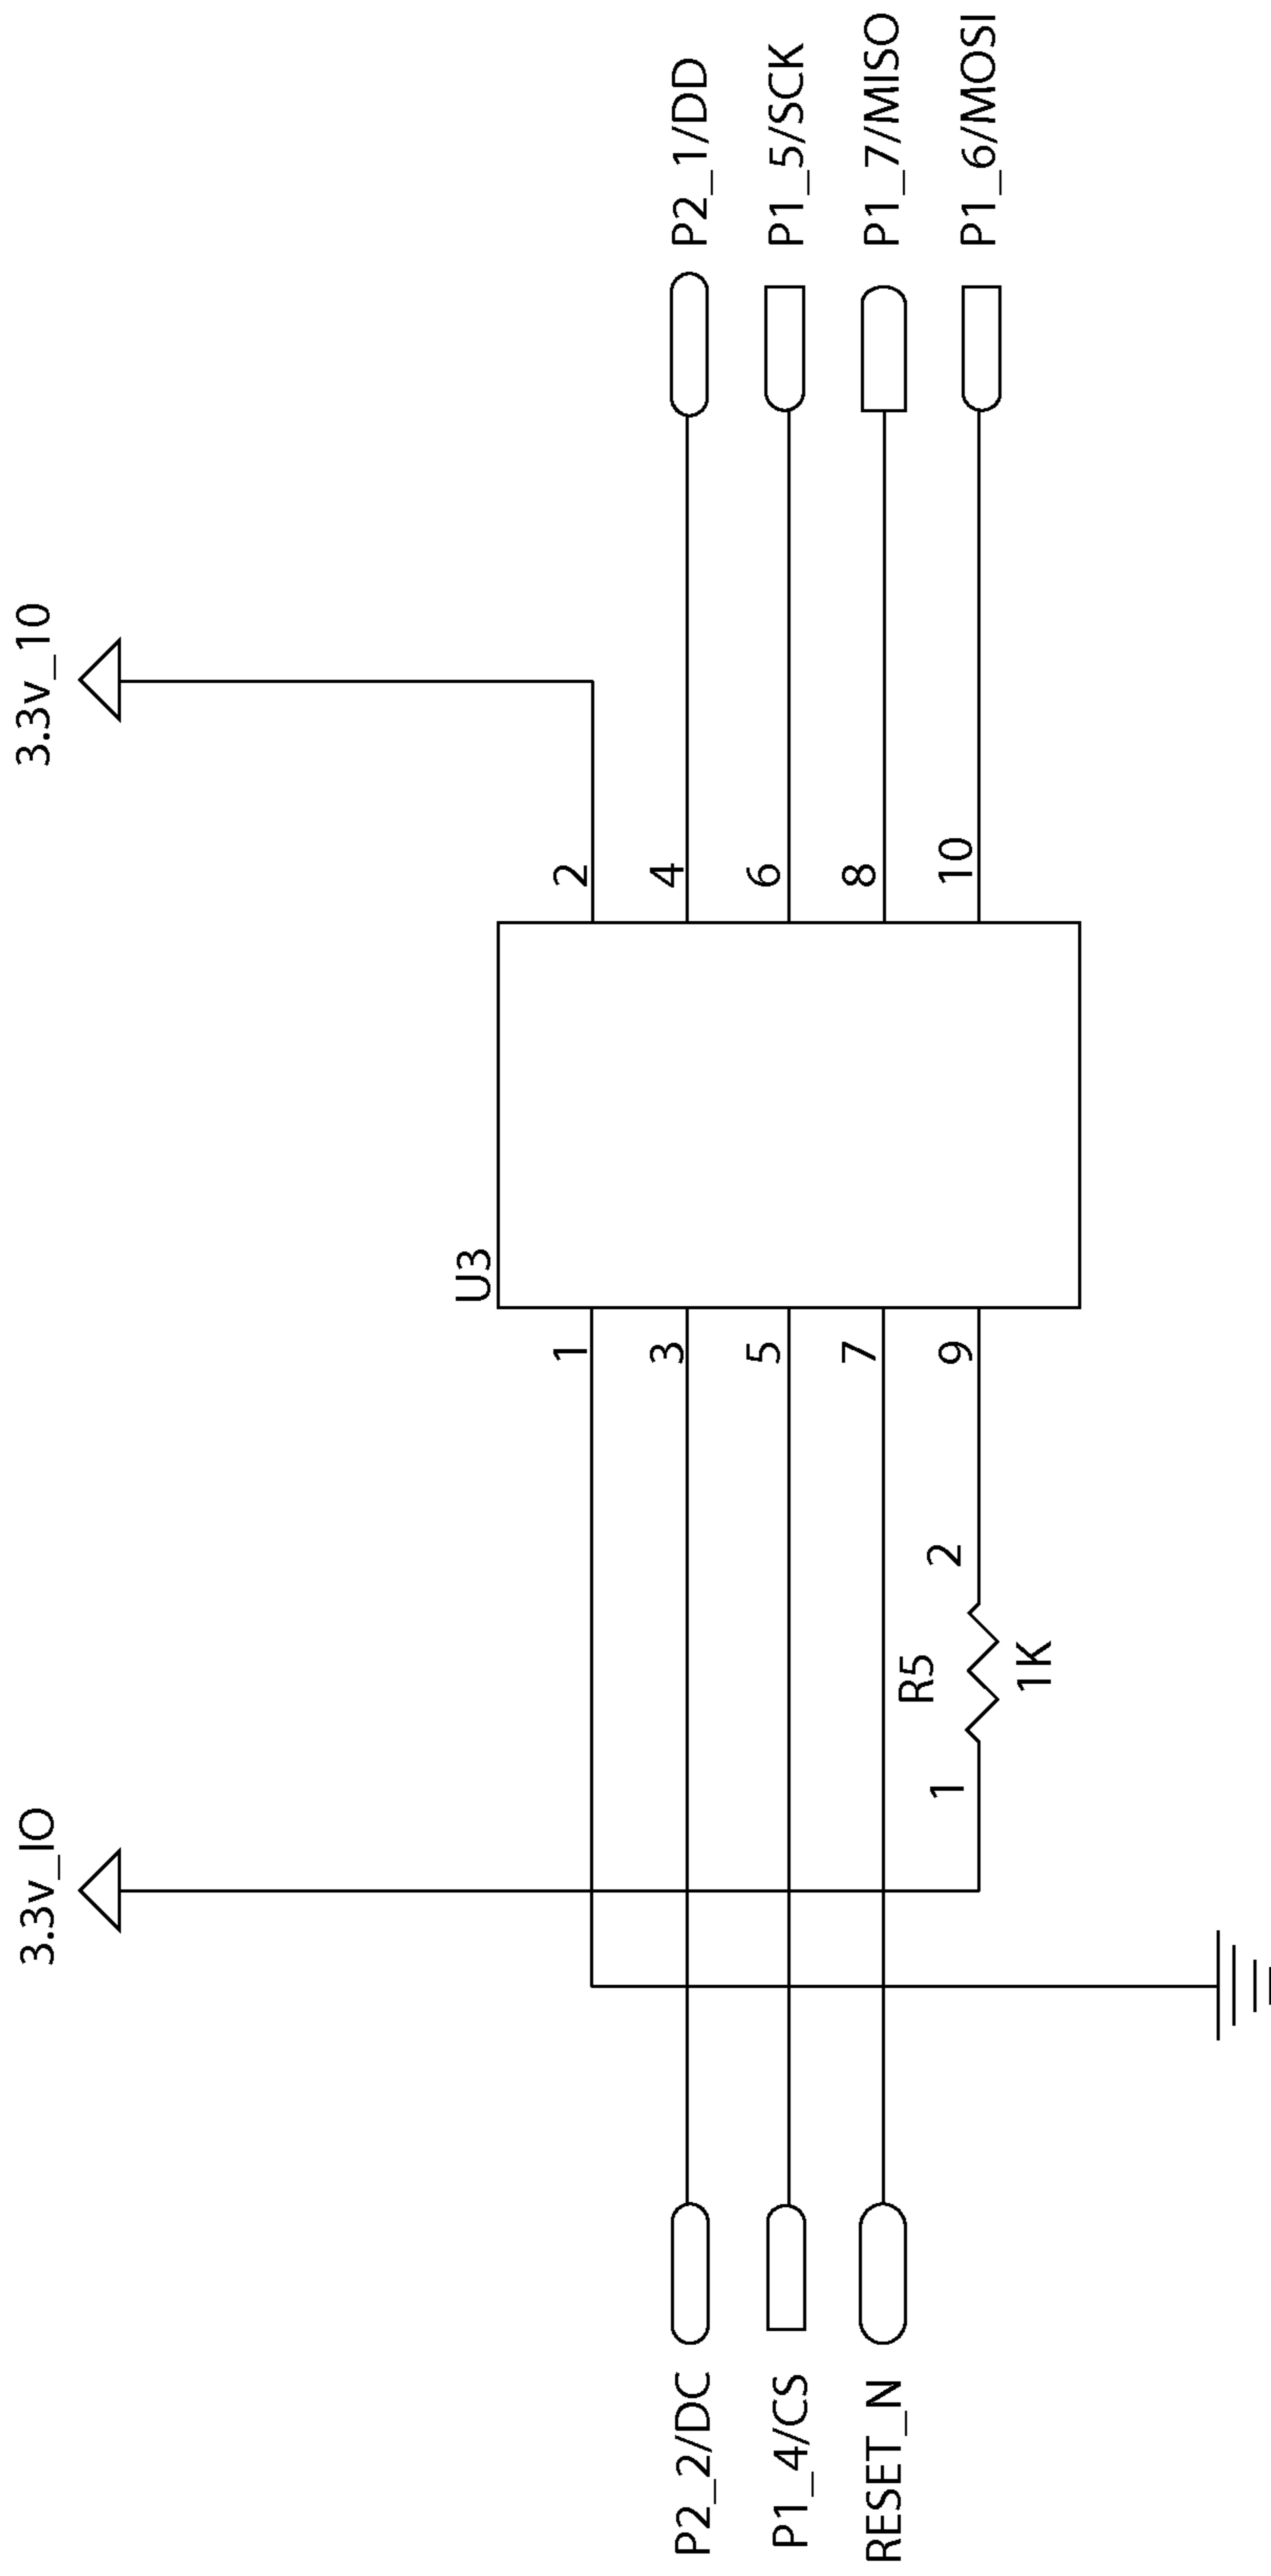 3.3v_IO
3.3v_10
U3
1
2
P2_2/DC
3
4
P2_1/DD
P1_4/CS
5
6
P1_5/SCK
RESET_N
7
8
P1_7/MISO
R5
1
2
9
10
P1_6/MOSI
1K